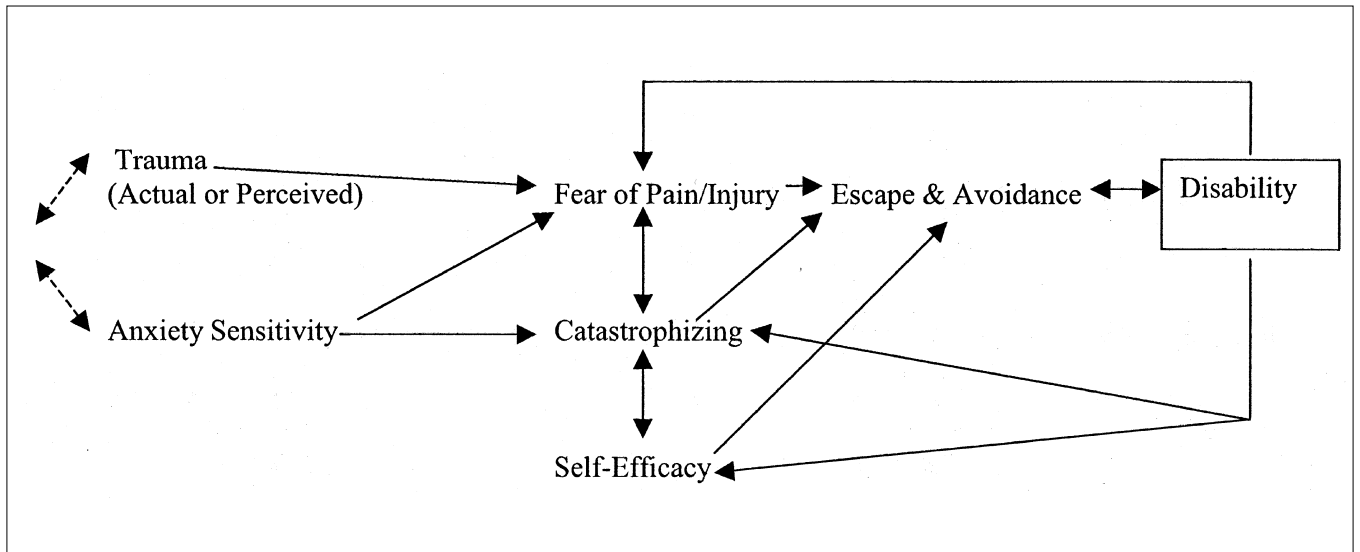 Trauma
(Actual or Perceived)
Fear of Pain/Injury
Escape & Avoidance
Disability
Anxiety Sensitivity
Catastrophizing
Self-Efficacy